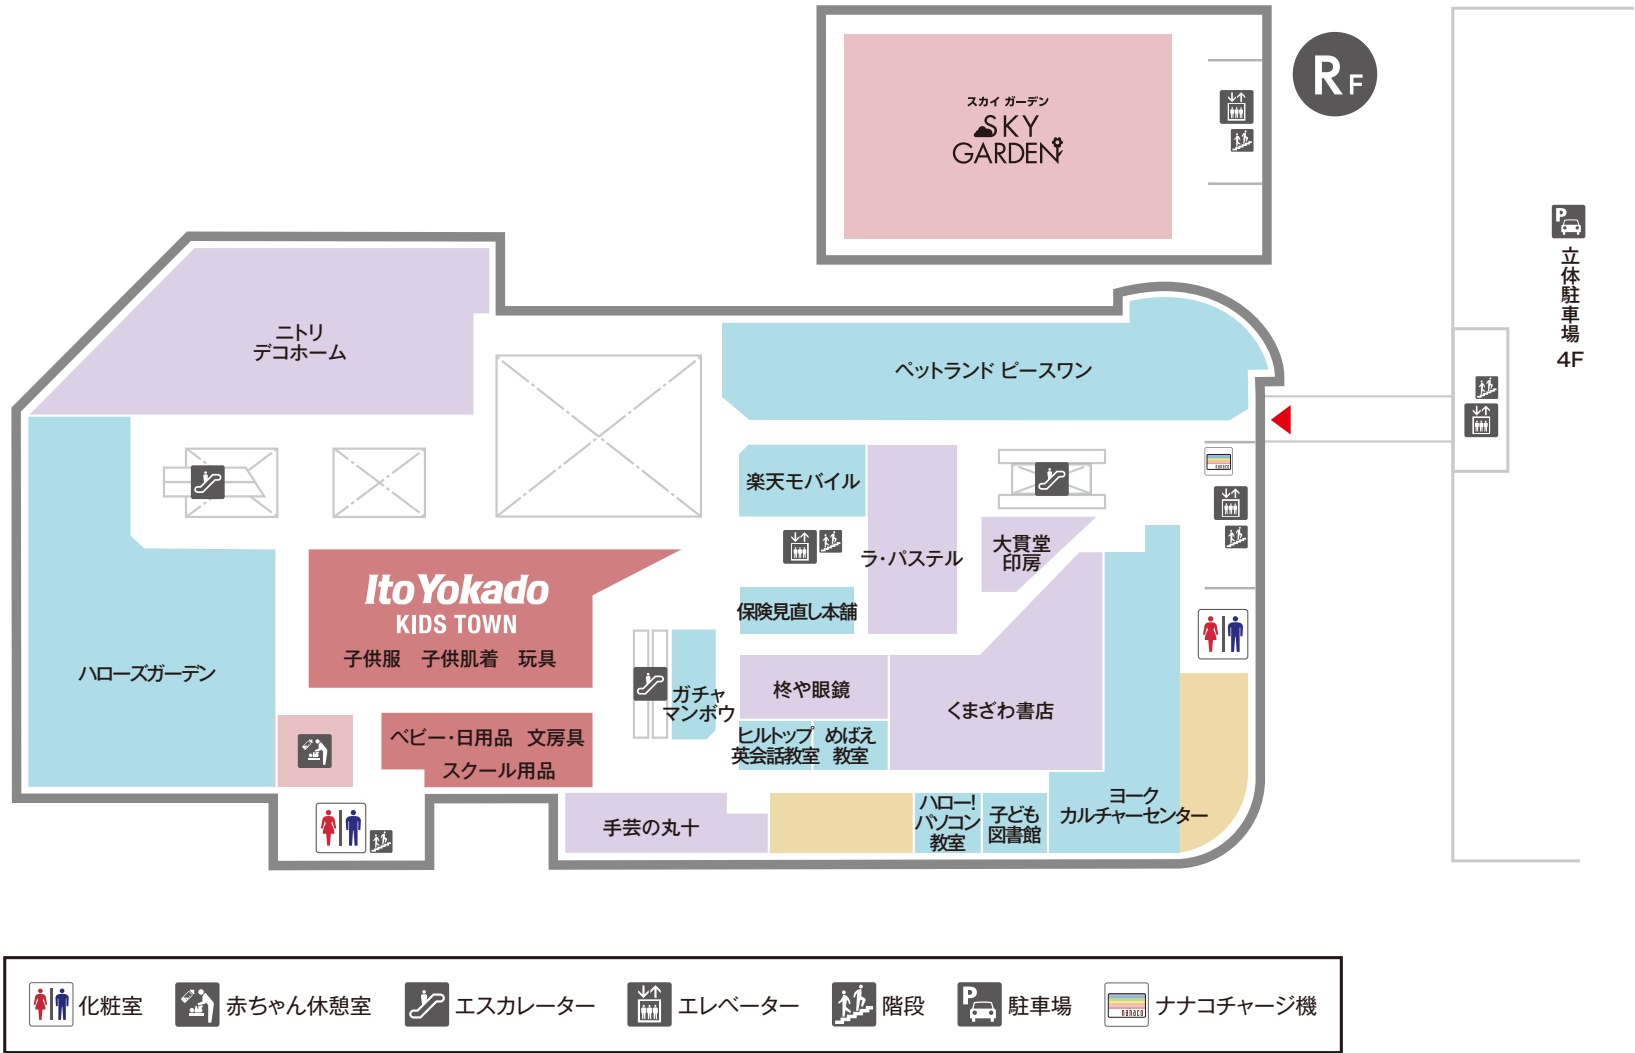 スカイ ガーデン
SKY
GARDEN
RF
P
立体駐車場
4F
ニトリ
デコホーム
ペットランド ピースワン
楽天モバイル
ラ・パステル
大貫堂
印房
nanaco
Ito Yokado
KIDS TOWN
子供服 子供肌着 玩具
保険見直し本舗
ハローズガーデン
ガチャ
マンボウ
柊や眼鏡
くまざわ書店
ベビー・日用品 文房具
スクール用品
ヒルトップ
英会話教室
めばえ
教室
手芸の丸十
ハロー!
パソコン
教室
子ども
図書館
ヨーク
カルチャーセンター
化粧室
赤ちゃん休憩室
エスカレーター
エレベーター
階段
P
駐車場
nanaco
ナナコチャージ機